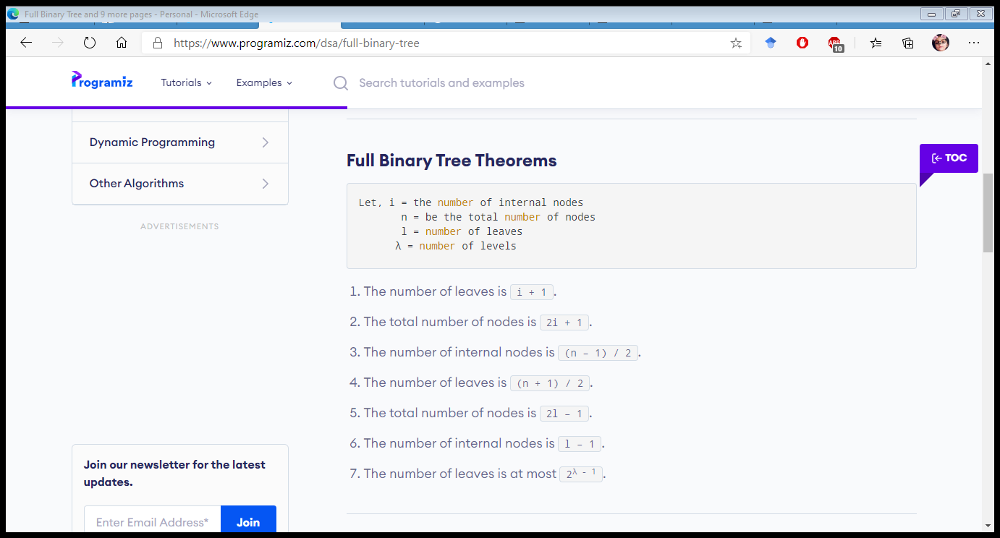 Full Binary Tree and 9 more pages - Personal - Microsoft Edge
https://www.programiz.com/dsa/full-binary-tree
ABP
10
Programiz
Tutorials
Examples
Search tutorials and examples
Dynamic Programming
Other Algorithms
ADVERTISEMENTS
Join our newsletter for the latest
updates.
Enter Email Address*
Join
Full Binary Tree Theorems
TOC
Let, i = the number of internal nodes
n = be the total number of nodes
l = number of leaves
λ = number of levels
1. The number of leaves is i + 1.
2. The total number of nodes is 2i + 1.
3. The number of internal nodes is (n – 1) / 2.
4. The number of leaves is (n + 1) / 2.
5. The total number of nodes is 2l – 1.
6. The number of internal nodes is l – 1.
7. The number of leaves is at most 2^λ - 1.